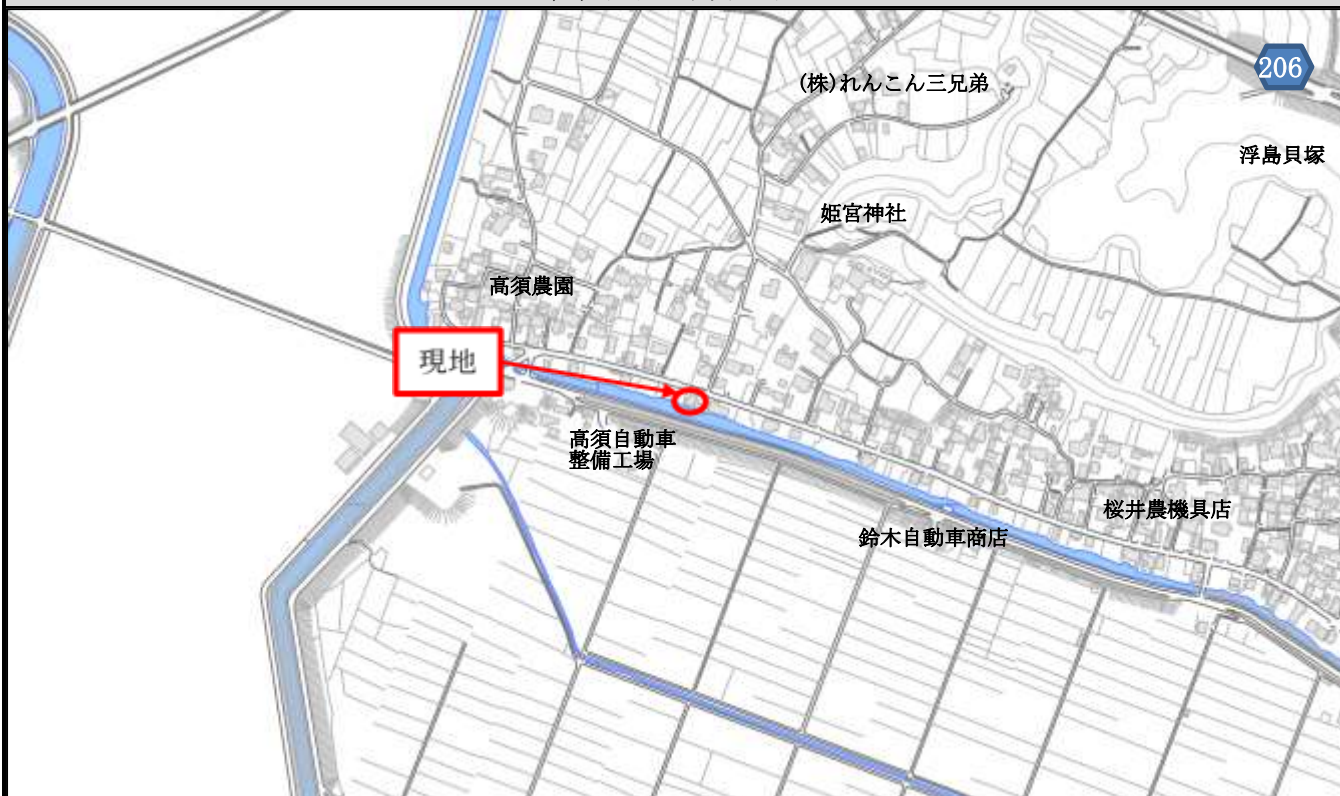 (株)れんこん三兄弟
206
浮島貝塚
姫宮神社
高須農園
現地
高須自動車
整備工場
桜井農機具店
鈴木自動車商店